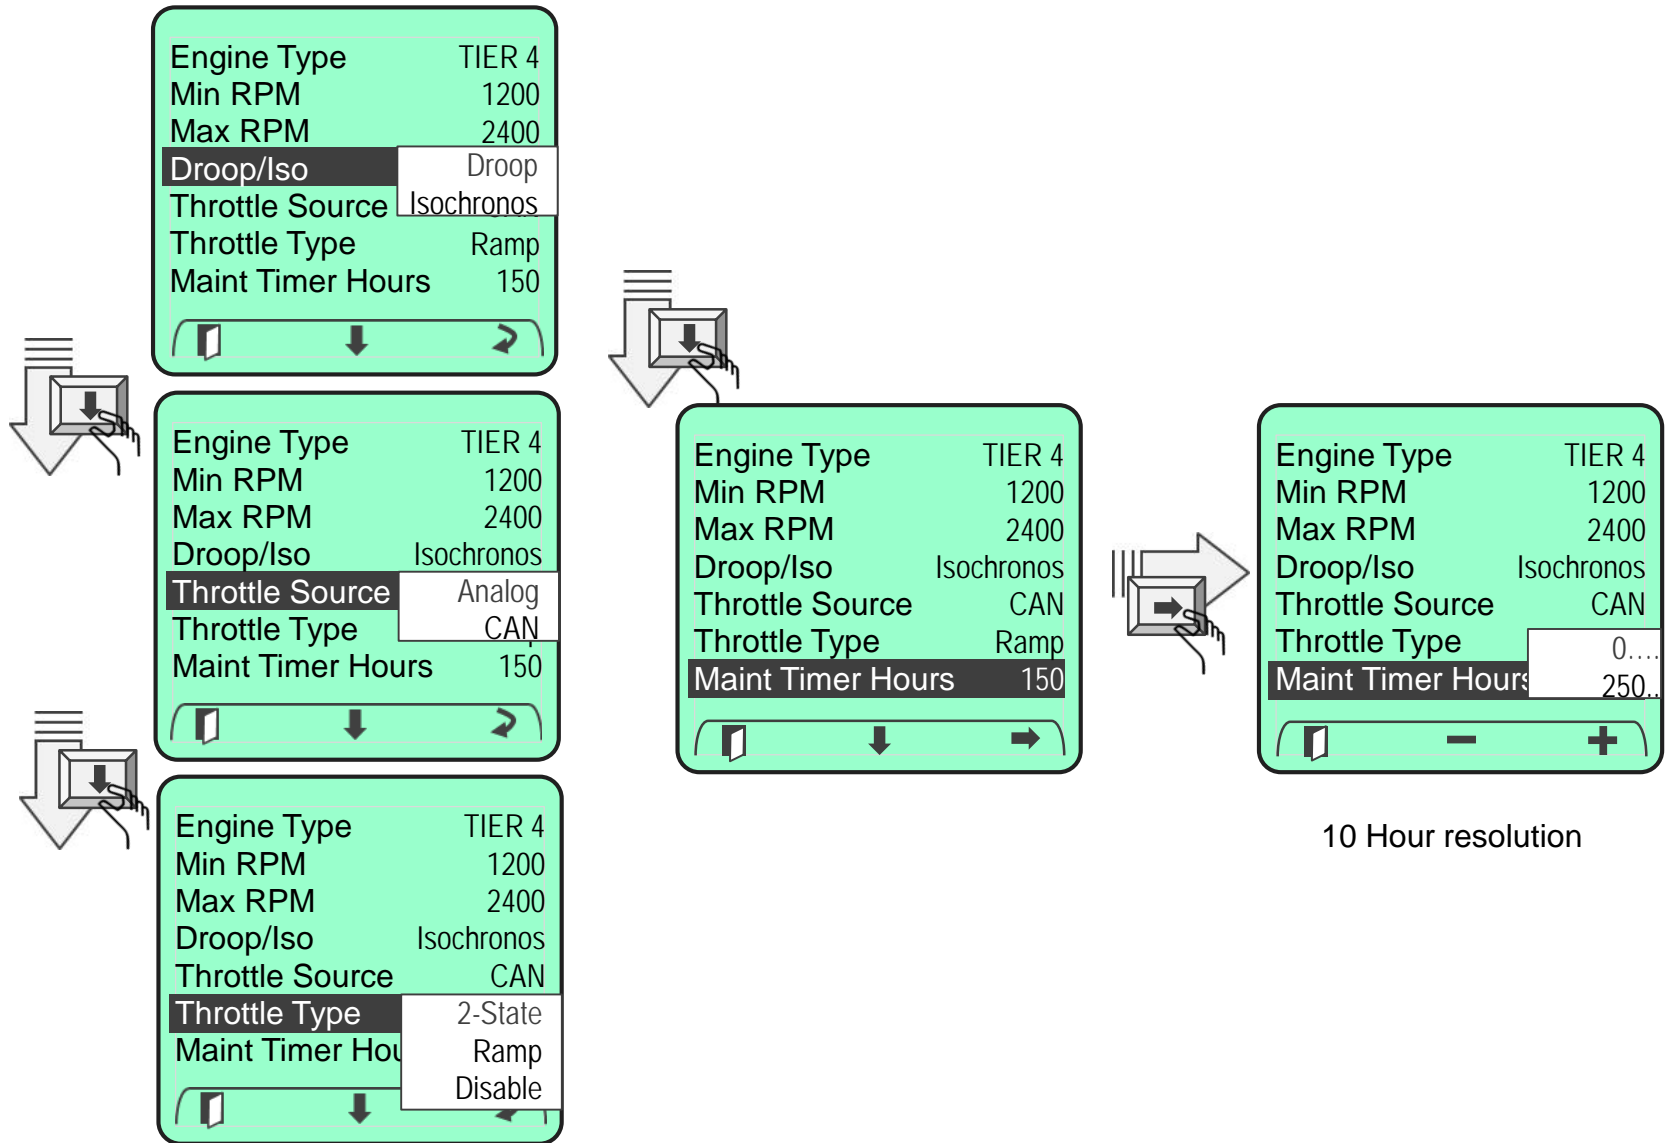 Engine Type TIER 4
Min RPM 1200
Max RPM 2400
Droop/Iso Droop
Throttle Source Isochronos
Throttle Type Ramp
Maint Timer Hours 150
Engine Type TIER 4
Min RPM 1200
Max RPM 2400
Droop/Iso Isochronos
Throttle Source Analog
Throttle Type CAN
Maint Timer Hours 150
Engine Type TIER 4
Min RPM 1200
Max RPM 2400
Droop/Iso Isochronos
Throttle Source CAN
Throttle Type 2-State
Maint Timer Hou Ramp
Disable
Engine Type TIER 4
Min RPM 1200
Max RPM 2400
Droop/Iso Isochronos
Throttle Source CAN
Throttle Type Ramp
Maint Timer Hours 150
Engine Type TIER 4
Min RPM 1200
Max RPM 2400
Droop/Iso Isochronos
Throttle Source CAN
Throttle Type 0....
Maint Timer Hours 250..
10 Hour resolution